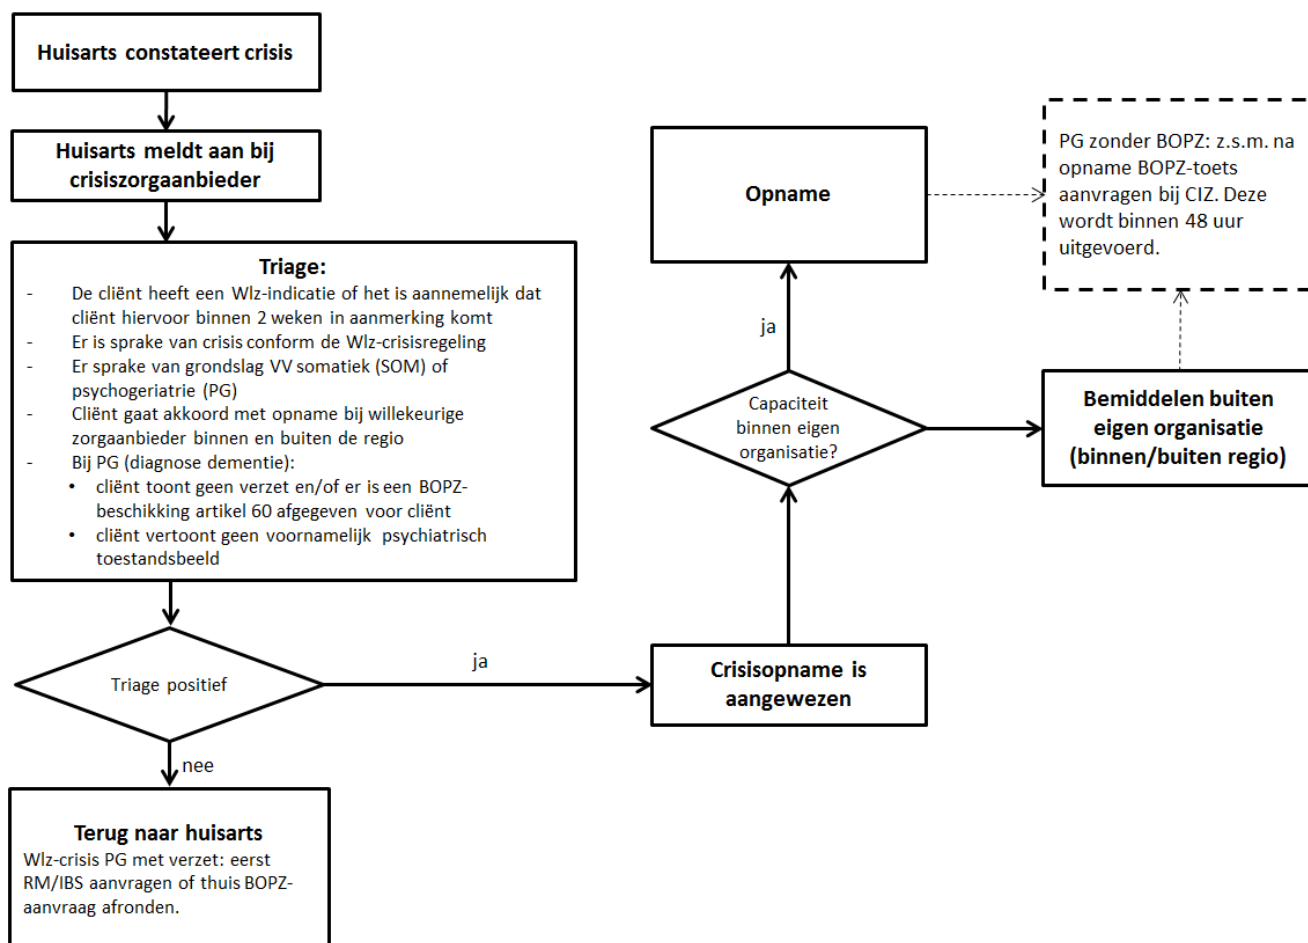 Huisarts constateert crisis
Huisarts meldt aan bij
crisiszorgaanbieder
Triage:
- De cliënt heeft een Wlz-indicatie of het is aannemelijk dat
cliënt hiervoor binnen 2 weken in aanmerking komt
- Er is sprake van crisis conform de Wlz-crisisregeling
- Er sprake van grondslag VV somatiek (SOM) of
psychogeriatrie (PG)
- Cliënt gaat akkoord met opname bij willekeurige
zorgaanbieder binnen en buiten de regio
- Bij PG (diagnose dementie):
• cliënt toont geen verzet en/of er is een BOPZ-
beschikking artikel 60 afgegeven voor cliënt
• cliënt vertoont geen voornamelijk psychiatrisch
toestandsbeeld
Triage positief
ja
nee
Terug naar huisarts
Wlz-crisis PG met verzet: eerst
RM/IBS aanvragen of thuis BOPZ-
aanvraag afronden.
Crisisopname is
aangewezen
Capaciteit
binnen eigen
organisatie?
ja
Opname
Bemiddelen buiten
eigen organisatie
(binnen/buiten regio)
PG zonder BOPZ: z.s.m. na
opname BOPZ-toets
aanvragen bij CIZ. Deze
wordt binnen 48 uur
uitgevoerd.